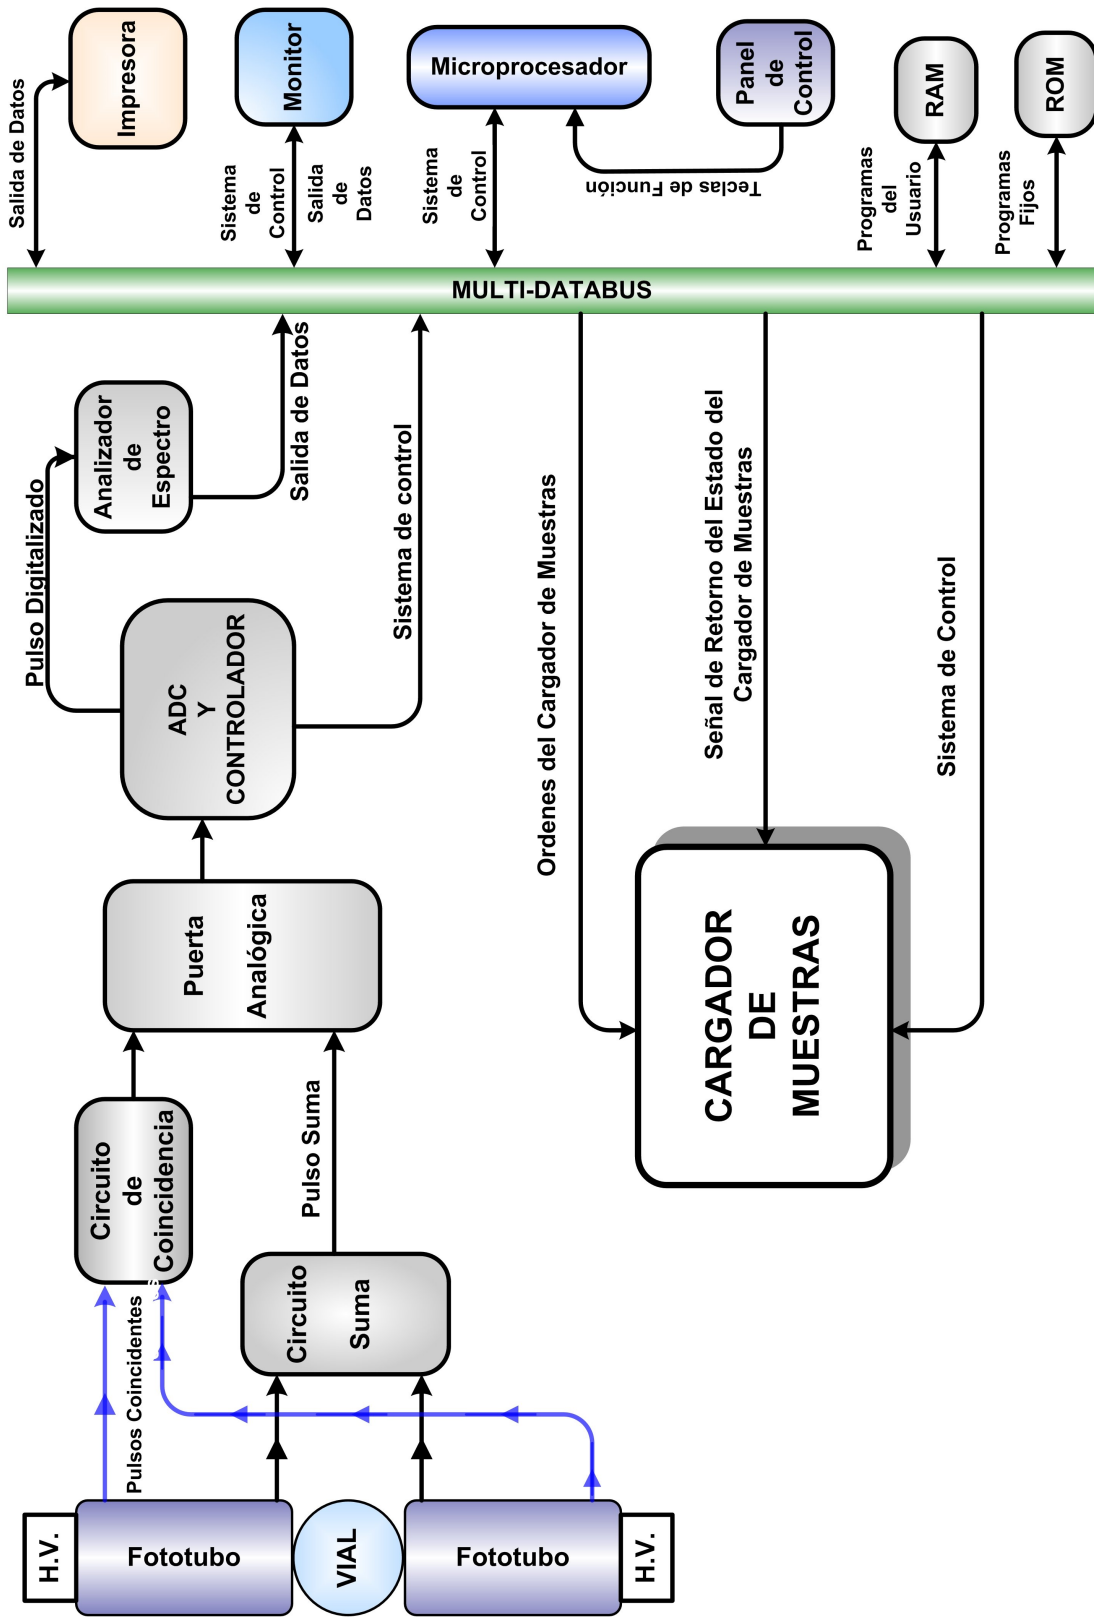 Salida de Datos
Impresora
Sistema
de
Control
Salida
de
Datos
Monitor
Sistema
de
Control
Microprocesador
Teclas de Función
Panel
de
Control
Programas
del
Usuario
RAM
Programas
Fijos
ROM
MULTI-DATABUS
Pulso Digitalizado
Analizador
de
Espectro
Salida de Datos
ADC
Y
CONTROLADOR
Sistema de control
Puerta
Analógica
Circuito
de
Coincidencia
Pulso Suma
Circuito
Suma
Pulsos Coincidentes
H.V.
Fototubo
VIAL
Fototubo
H.V.
Ordenes del Cargador de Muestras
Señal de Retorno del Estado del
Cargador de Muestras
Sistema de Control
CARGADOR
DE
MUESTRAS